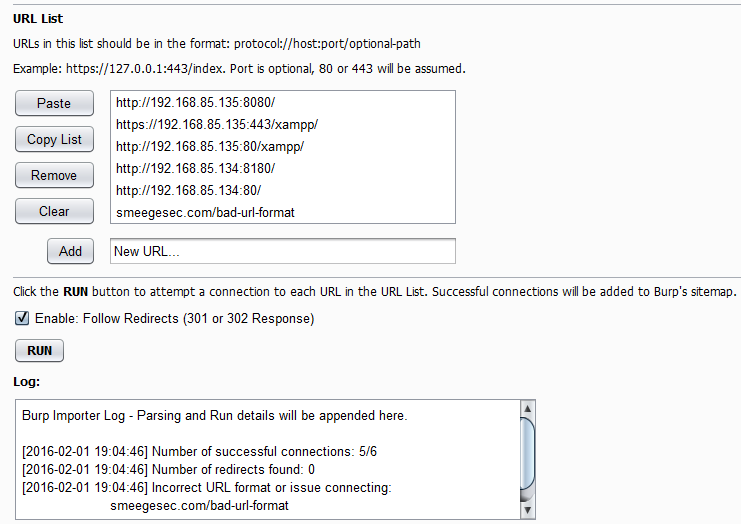 URL List
URLs in this list should be in the format: protocol://host:port/optional-path
Example: https://127.0.0.1:443/index. Port is optional, 80 or 443 will be assumed.
Paste
Copy List
Remove
Clear
http://192.168.85.135:8080/
https://192.168.85.135:443/xampp/
http://192.168.85.135:80/xampp/
http://192.168.85.134:8180/
http://192.168.85.134:80/
smeegesec.com/bad-url-format
Add
New URL...
Click the RUN button to attempt a connection to each URL in the URL List. Successful connections will be added to Burp's sitemap.
Enable: Follow Redirects (301 or 302 Response)
RUN
Log:
Burp Importer Log - Parsing and Run details will be appended here.
[2016-02-01 19:04:46] Number of successful connections: 5/6
[2016-02-01 19:04:46] Number of redirects found: 0
[2016-02-01 19:04:46] Incorrect URL format or issue connecting:
smeegesec.com/bad-url-format